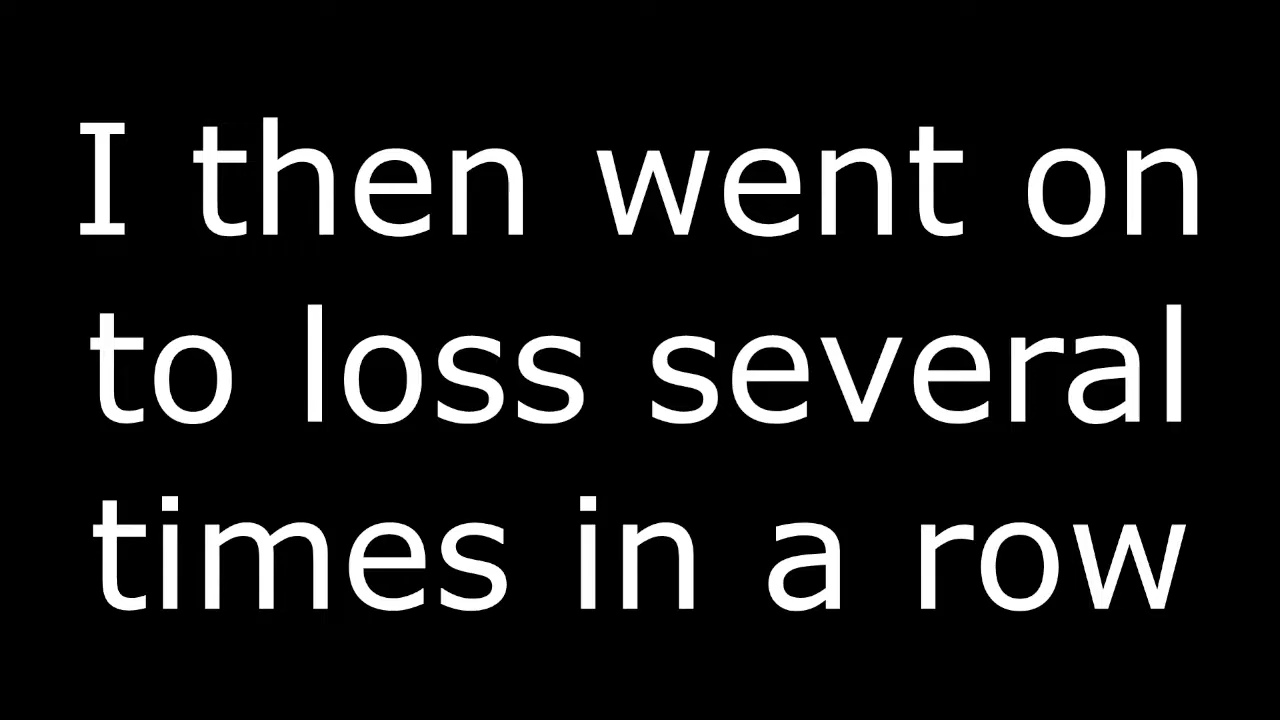 I then went on
to loss several
times in a row